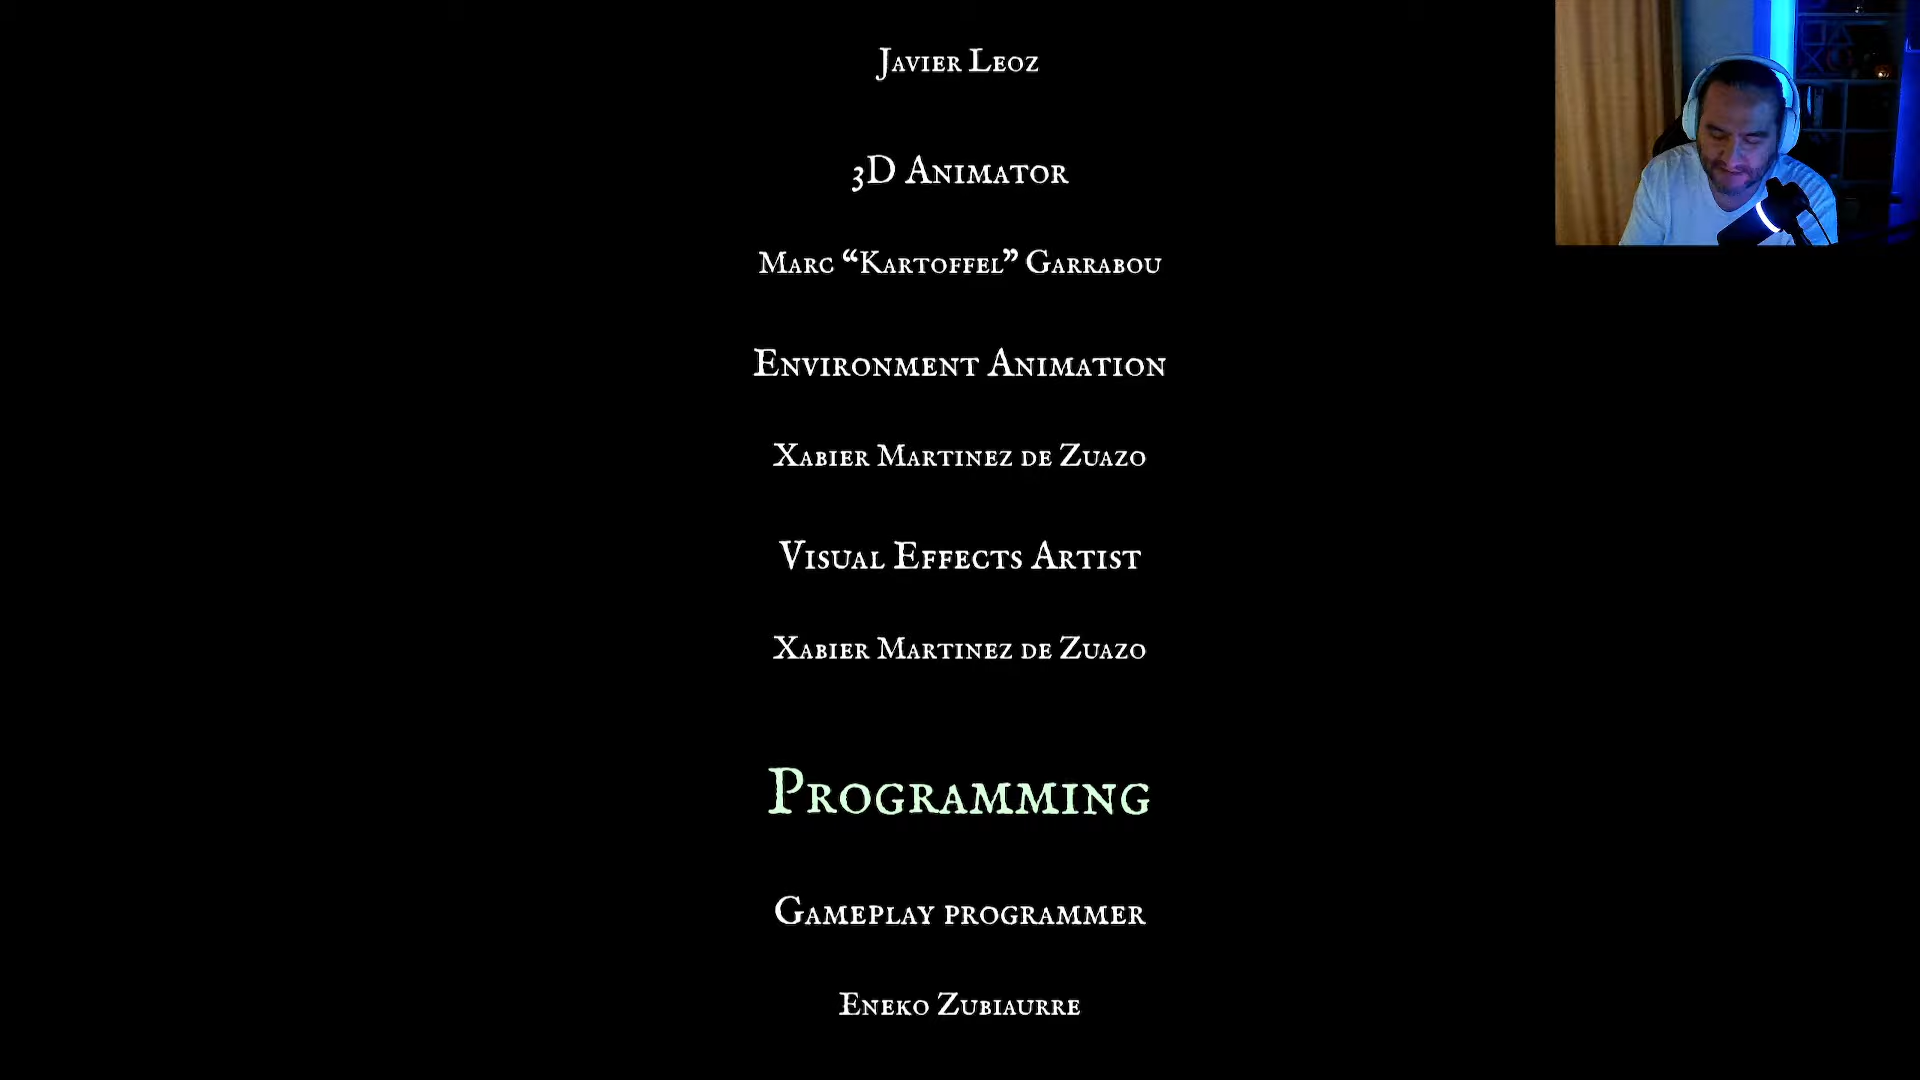 Javier Leoz
3D Animator
Marc “Kartoffel” Garrabou
Environment Animation
Xabier Martinez de Zuazo
Visual Effects Artist
Xabier Martinez de Zuazo
Programming
Gameplay programmer
Eneko Zubiaurre